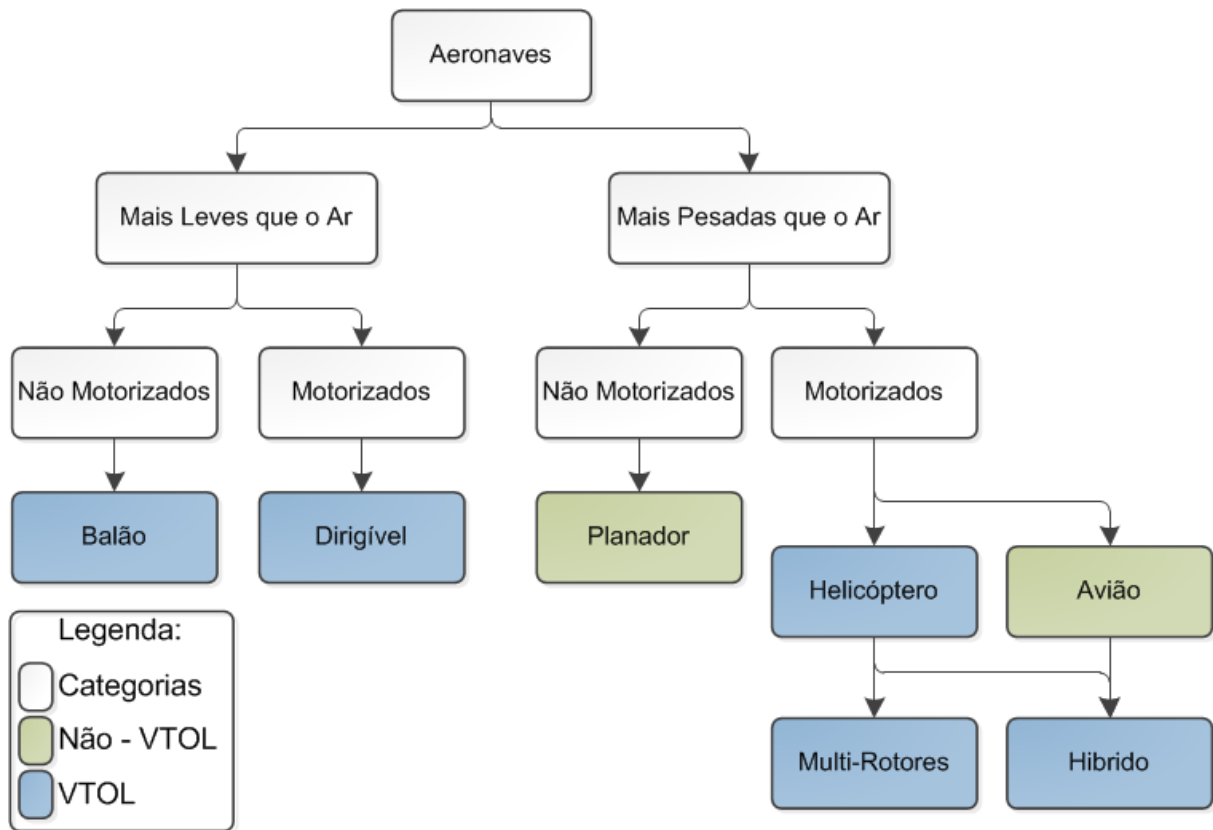 Aeronaves
Mais Leves que o Ar
Mais Pesadas que o Ar
Não Motorizados
Motorizados
Não Motorizados
Motorizados
Balão
Dirigível
Planador
Helicóptero
Avião
Multi-Rotores
Hibrido
Legenda:
Categorias
Não - VTOL
VTOL